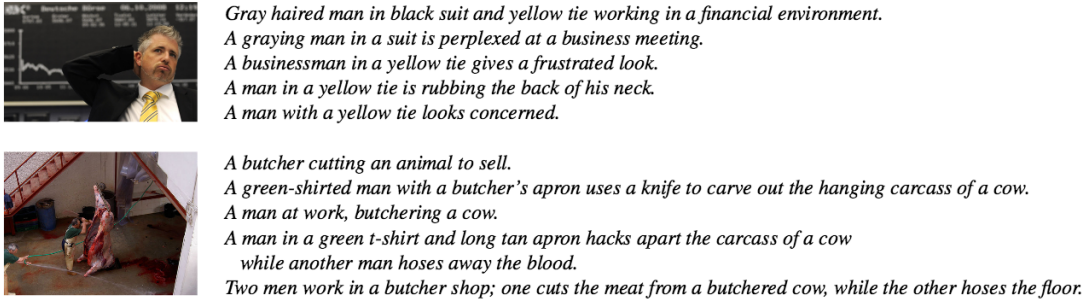 Deutsche Börse 06.10.2008
Gray haired man in black suit and yellow tie working in a financial environment.
A graying man in a suit is perplexed at a business meeting.
A businessman in a yellow tie gives a frustrated look.
A man in a yellow tie is rubbing the back of his neck.
A man with a yellow tie looks concerned.
A butcher cutting an animal to sell.
A green-shirted man with a butcher’s apron uses a knife to carve out the hanging carcass of a cow.
A man at work, butchering a cow.
A man in a green t-shirt and long tan apron hacks apart the carcass of a cow
while another man hoses away the blood.
Two men work in a butcher shop; one cuts the meat from a butchered cow, while the other hoses the floor.